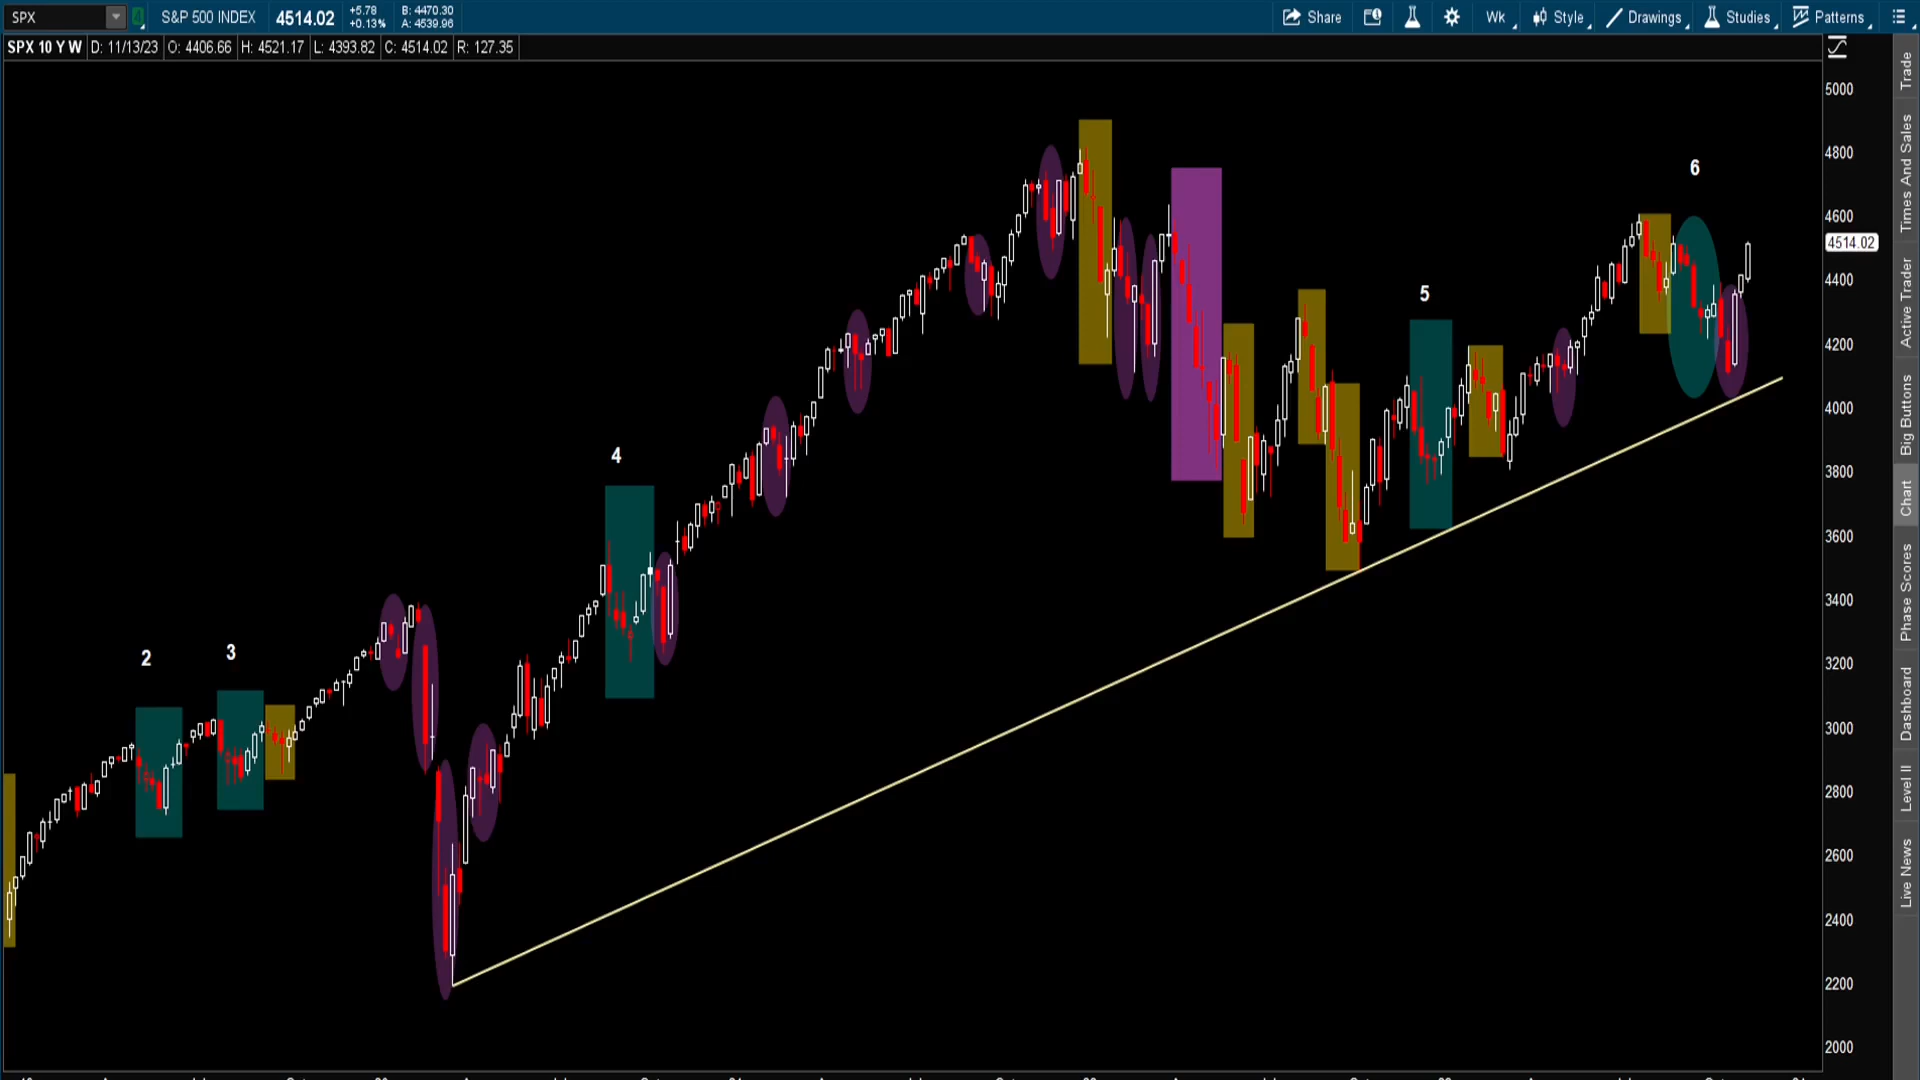 SPX S&P 500 INDEX 4514.02 +5.78 B: 4470.30 Share Wk Style Drawings Studies Patterns
+0.13% A: 4539.96
SPX 10 Y W D: 11/13/23 O: 4406.66 H: 4521.17 L: 4393.82 C: 4514.02 R: 127.35
5000
4800
4600
4514.02
4400
4200
4000
3800
3600
3400
3200
3000
2800
2600
2400
2200
2000
6
5
4
3
2
Trade
Times And Sales
Active Trader
Big Buttons
Chart
Phase Scores
Dashboard
Level II
Live News